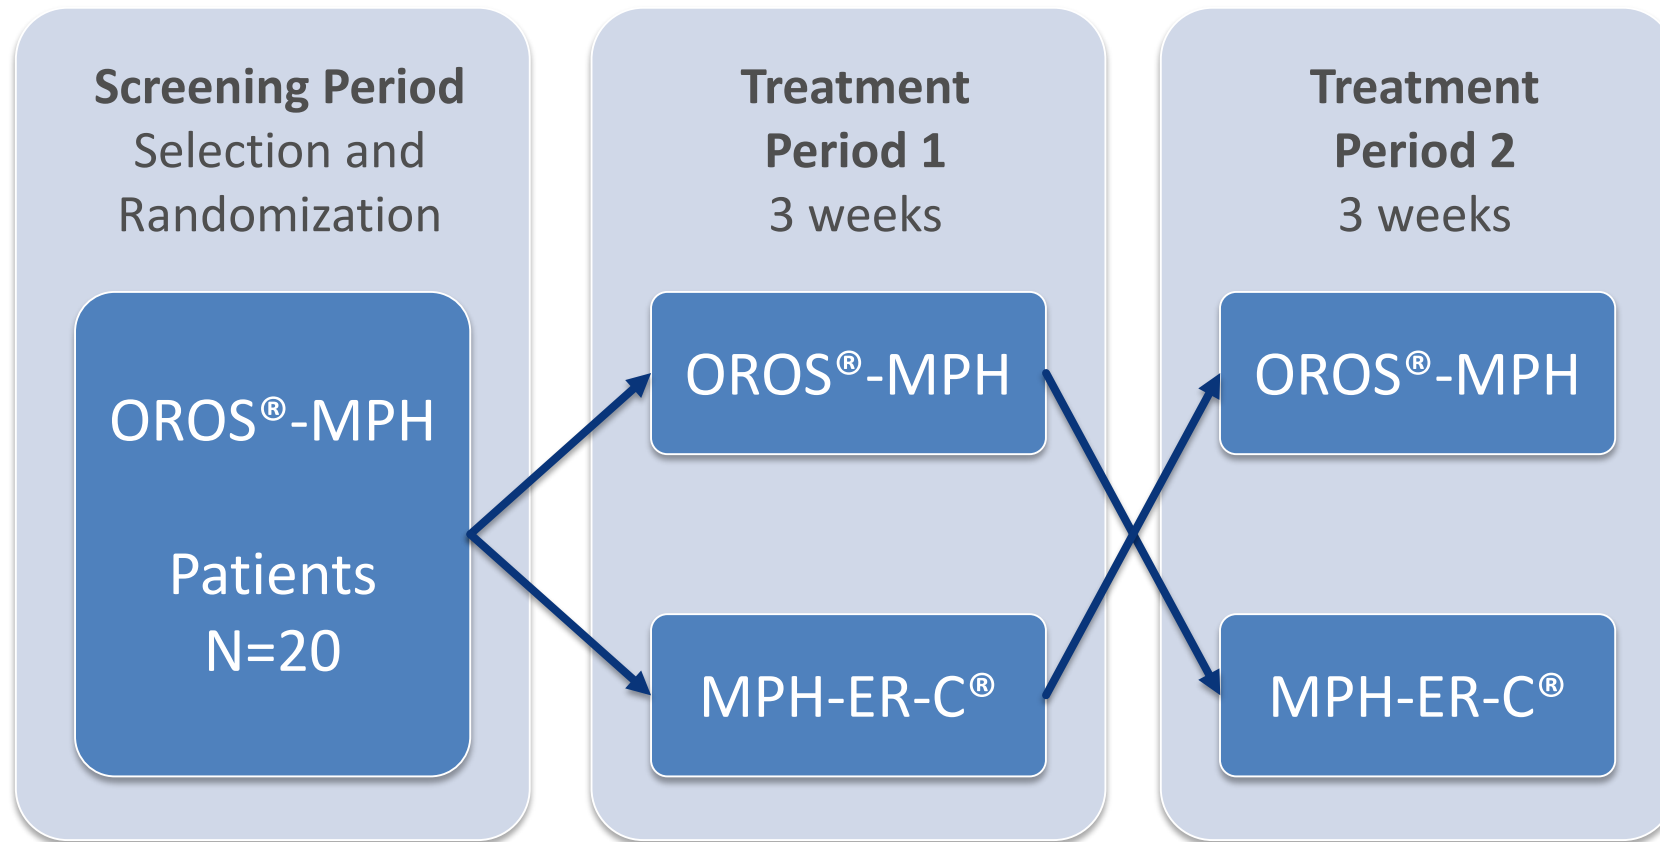 Screening Period
Selection and
Randomization
OROS®-MPH
Patients
N=20
Treatment
Period 1
3 weeks
OROS®-MPH
MPH-ER-C®
Treatment
Period 2
3 weeks
OROS®-MPH
MPH-ER-C®